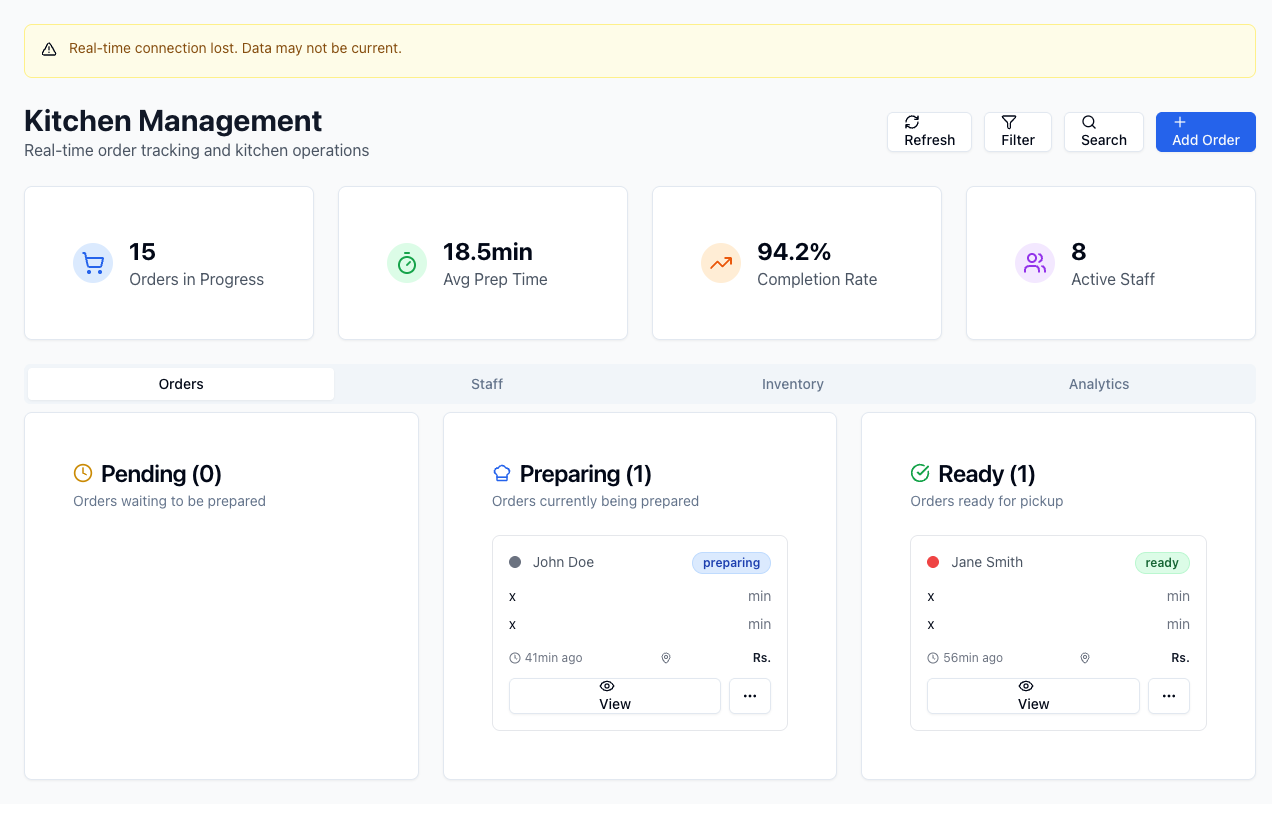 Real-time connection lost. Data may not be current.
Kitchen Management
Real-time order tracking and kitchen operations
Refresh
Filter
Search
Add Order
15
Orders in Progress
18.5min
Avg Prep Time
94.2%
Completion Rate
8
Active Staff
Orders
Staff
Inventory
Analytics
Pending (0)
Orders waiting to be prepared
Preparing (1)
Orders currently being prepared
John Doe
preparing
x min
x min
41min ago
Rs.
View
Ready (1)
Orders ready for pickup
Jane Smith
ready
x min
x min
56min ago
Rs.
View